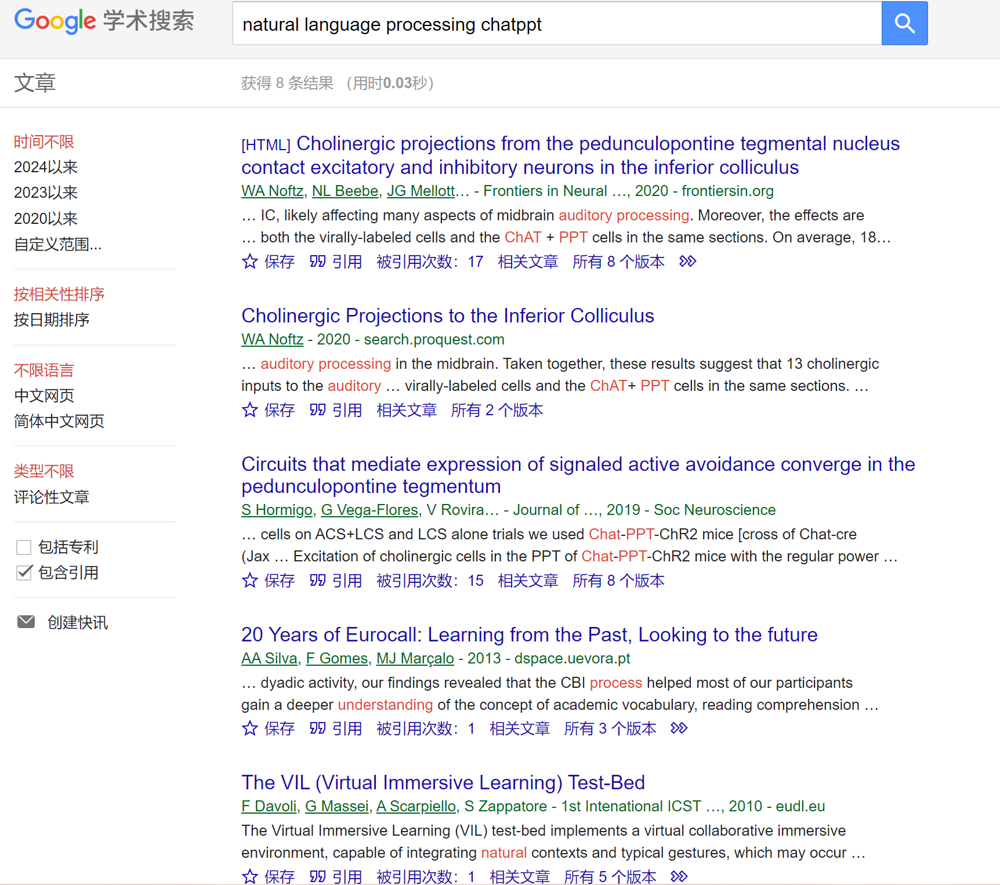 Google 学术搜索
natural language processing chatppt
文章
获得 8 条结果 （用时0.03秒）
时间不限
2024以来
2023以来
2020以来
自定义范围...
按相关性排序
按日期排序
不限语言
中文网页
简体中文网页
类型不限
评论性文章
包括专利
包含引用
创建快讯
[HTML] Cholinergic projections from the pedunculopontine tegmental nucleus
contact excitatory and inhibitory neurons in the inferior colliculus
WA Noftz, NL Beebe, JG Mellott… - Frontiers in Neural …, 2020 - frontiersin.org
… IC, likely affecting many aspects of midbrain auditory processing. Moreover, the effects are
… both the virally-labeled cells and the ChAT + PPT cells in the same sections. On average, 18…
保存 引用 被引用次数：17 相关文章 所有 8 个版本
Cholinergic Projections to the Inferior Colliculus
WA Noftz - 2020 - search.proquest.com
… auditory processing in the midbrain. Taken together, these results suggest that 13 cholinergic
inputs to the auditory … virally-labeled cells and the ChAT+ PPT cells in the same sections. …
保存 引用 相关文章 所有 2 个版本
Circuits that mediate expression of signaled active avoidance converge in the
pedunculopontine tegmentum
S Hormigo, G Vega-Flores, V Rovira… - Journal of …, 2019 - Soc Neuroscience
… cells on ACS+LCS and LCS alone trials we used Chat-PPT-ChR2 mice [cross of Chat-cre
(Jax … Excitation of cholinergic cells in the PPT of Chat-PPT-ChR2 mice with the regular power …
保存 引用 被引用次数：15 相关文章 所有 8 个版本
20 Years of Eurocall: Learning from the Past, Looking to the future
AA Silva, F Gomes, MJ Marçalo - 2013 - dspace.uevora.pt
… dyadic activity, our findings revealed that the CBI process helped most of our participants
gain a deeper understanding of the concept of academic vocabulary, reading comprehension …
保存 引用 被引用次数：1 相关文章 所有 3 个版本
The VIL (Virtual Immersive Learning) Test-Bed
F Davoli, G Massei, A Scarpiello, S Zappatore - 1st Intenational ICST …, 2010 - eudl.eu
The Virtual Immersive Learning (VIL) test-bed implements a virtual collaborative immersive
environment, capable of integrating natural contexts and typical gestures, which may occur …
保存 引用 被引用次数：1 相关文章 所有 5 个版本